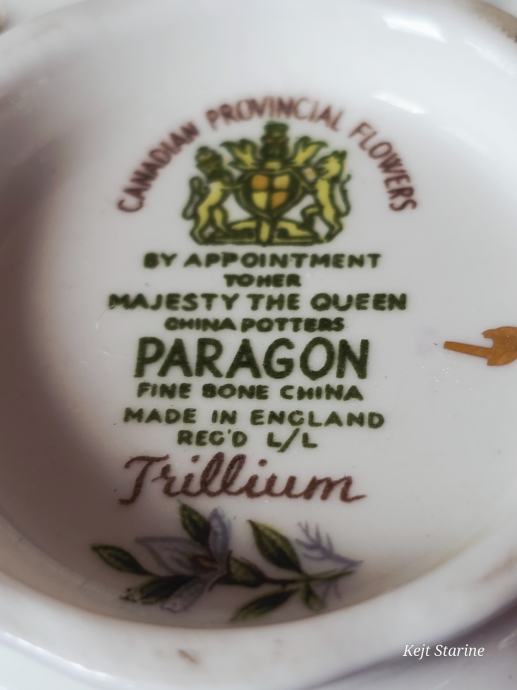 CANADIAN PROVINCIAL FLOWERS
BY APPOINTMENT
TO HER
MAJESTY THE QUEEN
CHINA POTTERS
PARAGON
FINE BONE CHINA
MADE IN ENGLAND
REG'D L/L
Trillium
Kejt Starine